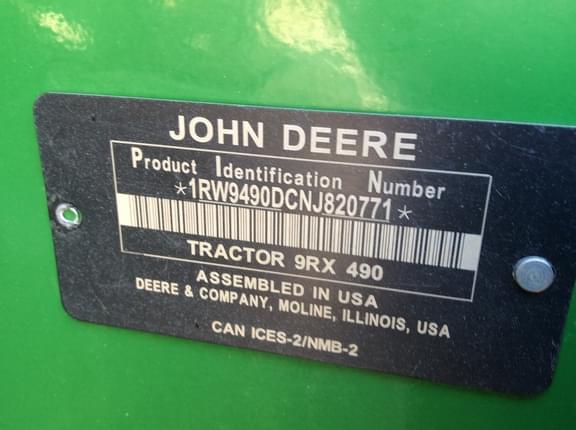 JOHN DEERE
Product Identification Number
*1RW9490DCNJ820771*
TRACTOR 9RX 490
ASSEMBLED IN USA
DEERE & COMPANY, MOLINE, ILLINOIS, USA
CAN ICES-2/NMB-2